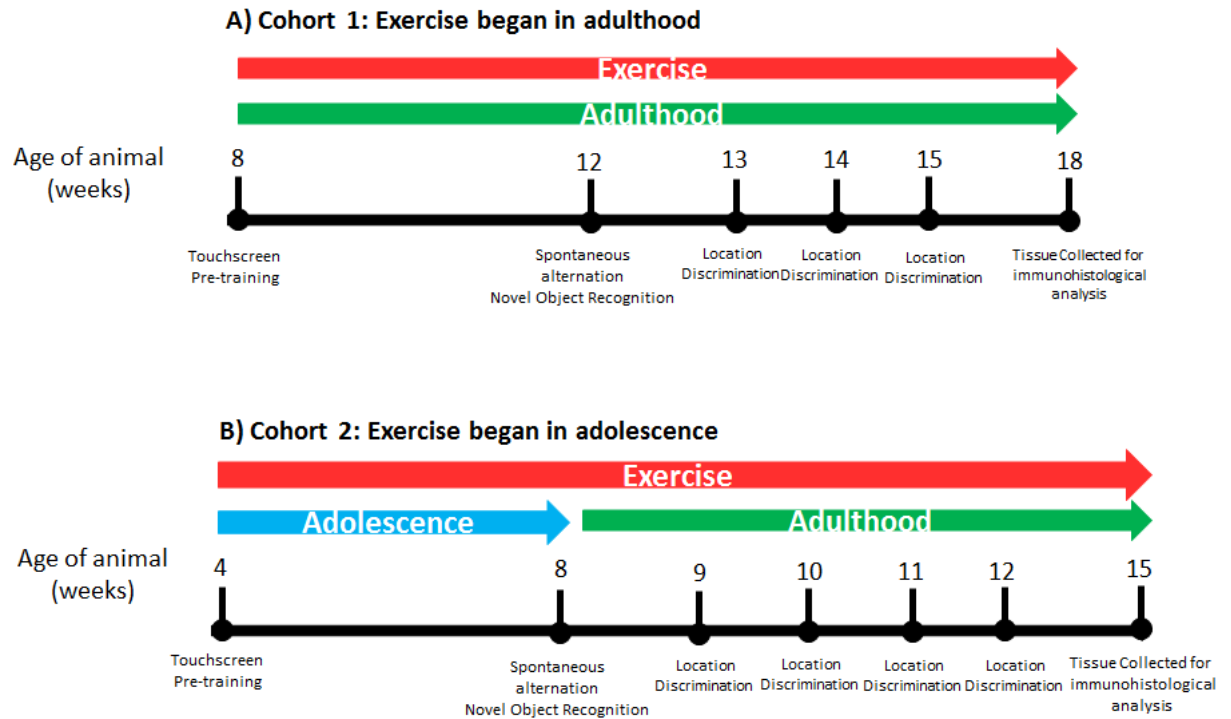 A) Cohort 1: Exercise began in adulthood
Exercise
Adulthood
Age of animal
(weeks)
8 12 13 14 15 18
Touchscreen
Pre-training
Spontaneous
alternation
Novel Object Recognition
Location
Discrimination
Location
Discrimination
Location
Discrimination
Tissue Collected for
immunohistological
analysis
B) Cohort 2: Exercise began in adolescence
Exercise
Adolescence
Adulthood
Age of animal
(weeks)
4 8 9 10 11 12 15
Touchscreen
Pre-training
Spontaneous
alternation
Novel Object Recognition
Location
Discrimination
Location
Discrimination
Location
Discrimination
Location
Discrimination
Tissue Collected for
immunohistological
analysis